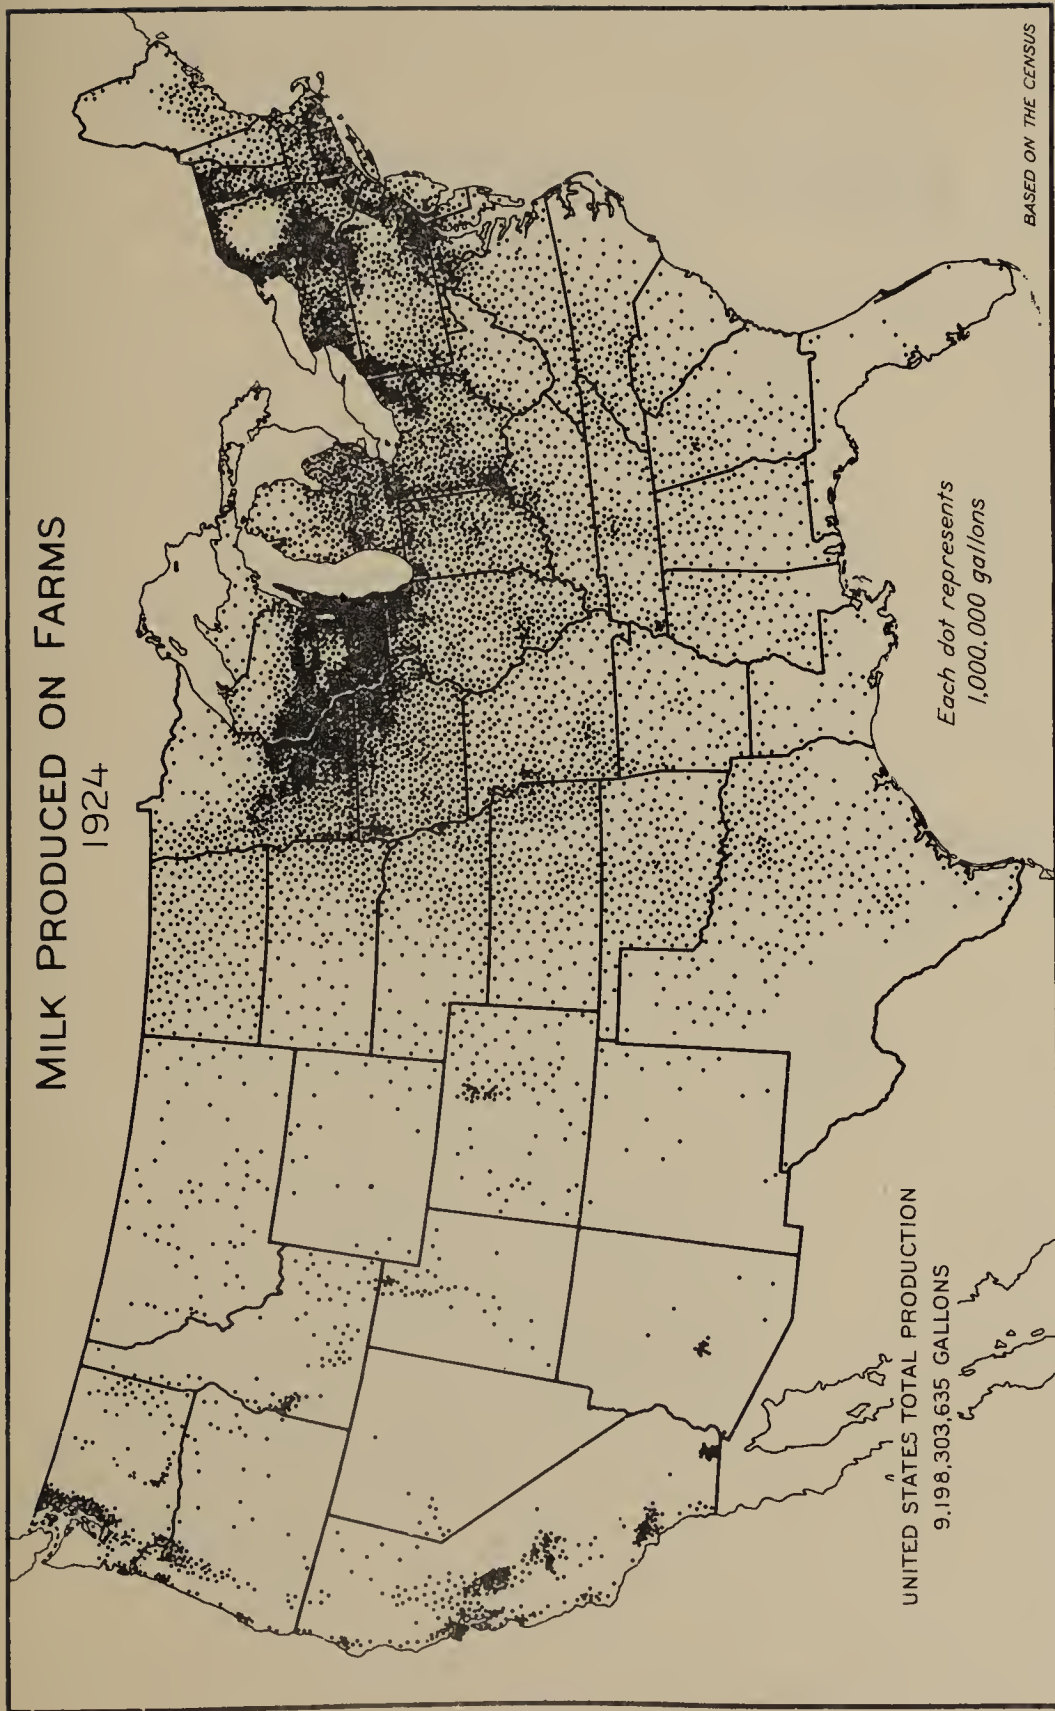 MILK PRODUCED ON FARMS
1924
Each dot represents
1,000,000 gallons
UNITED STATES TOTAL PRODUCTION
9,198,303,635 GALLONS
BASED ON THE CENSUS